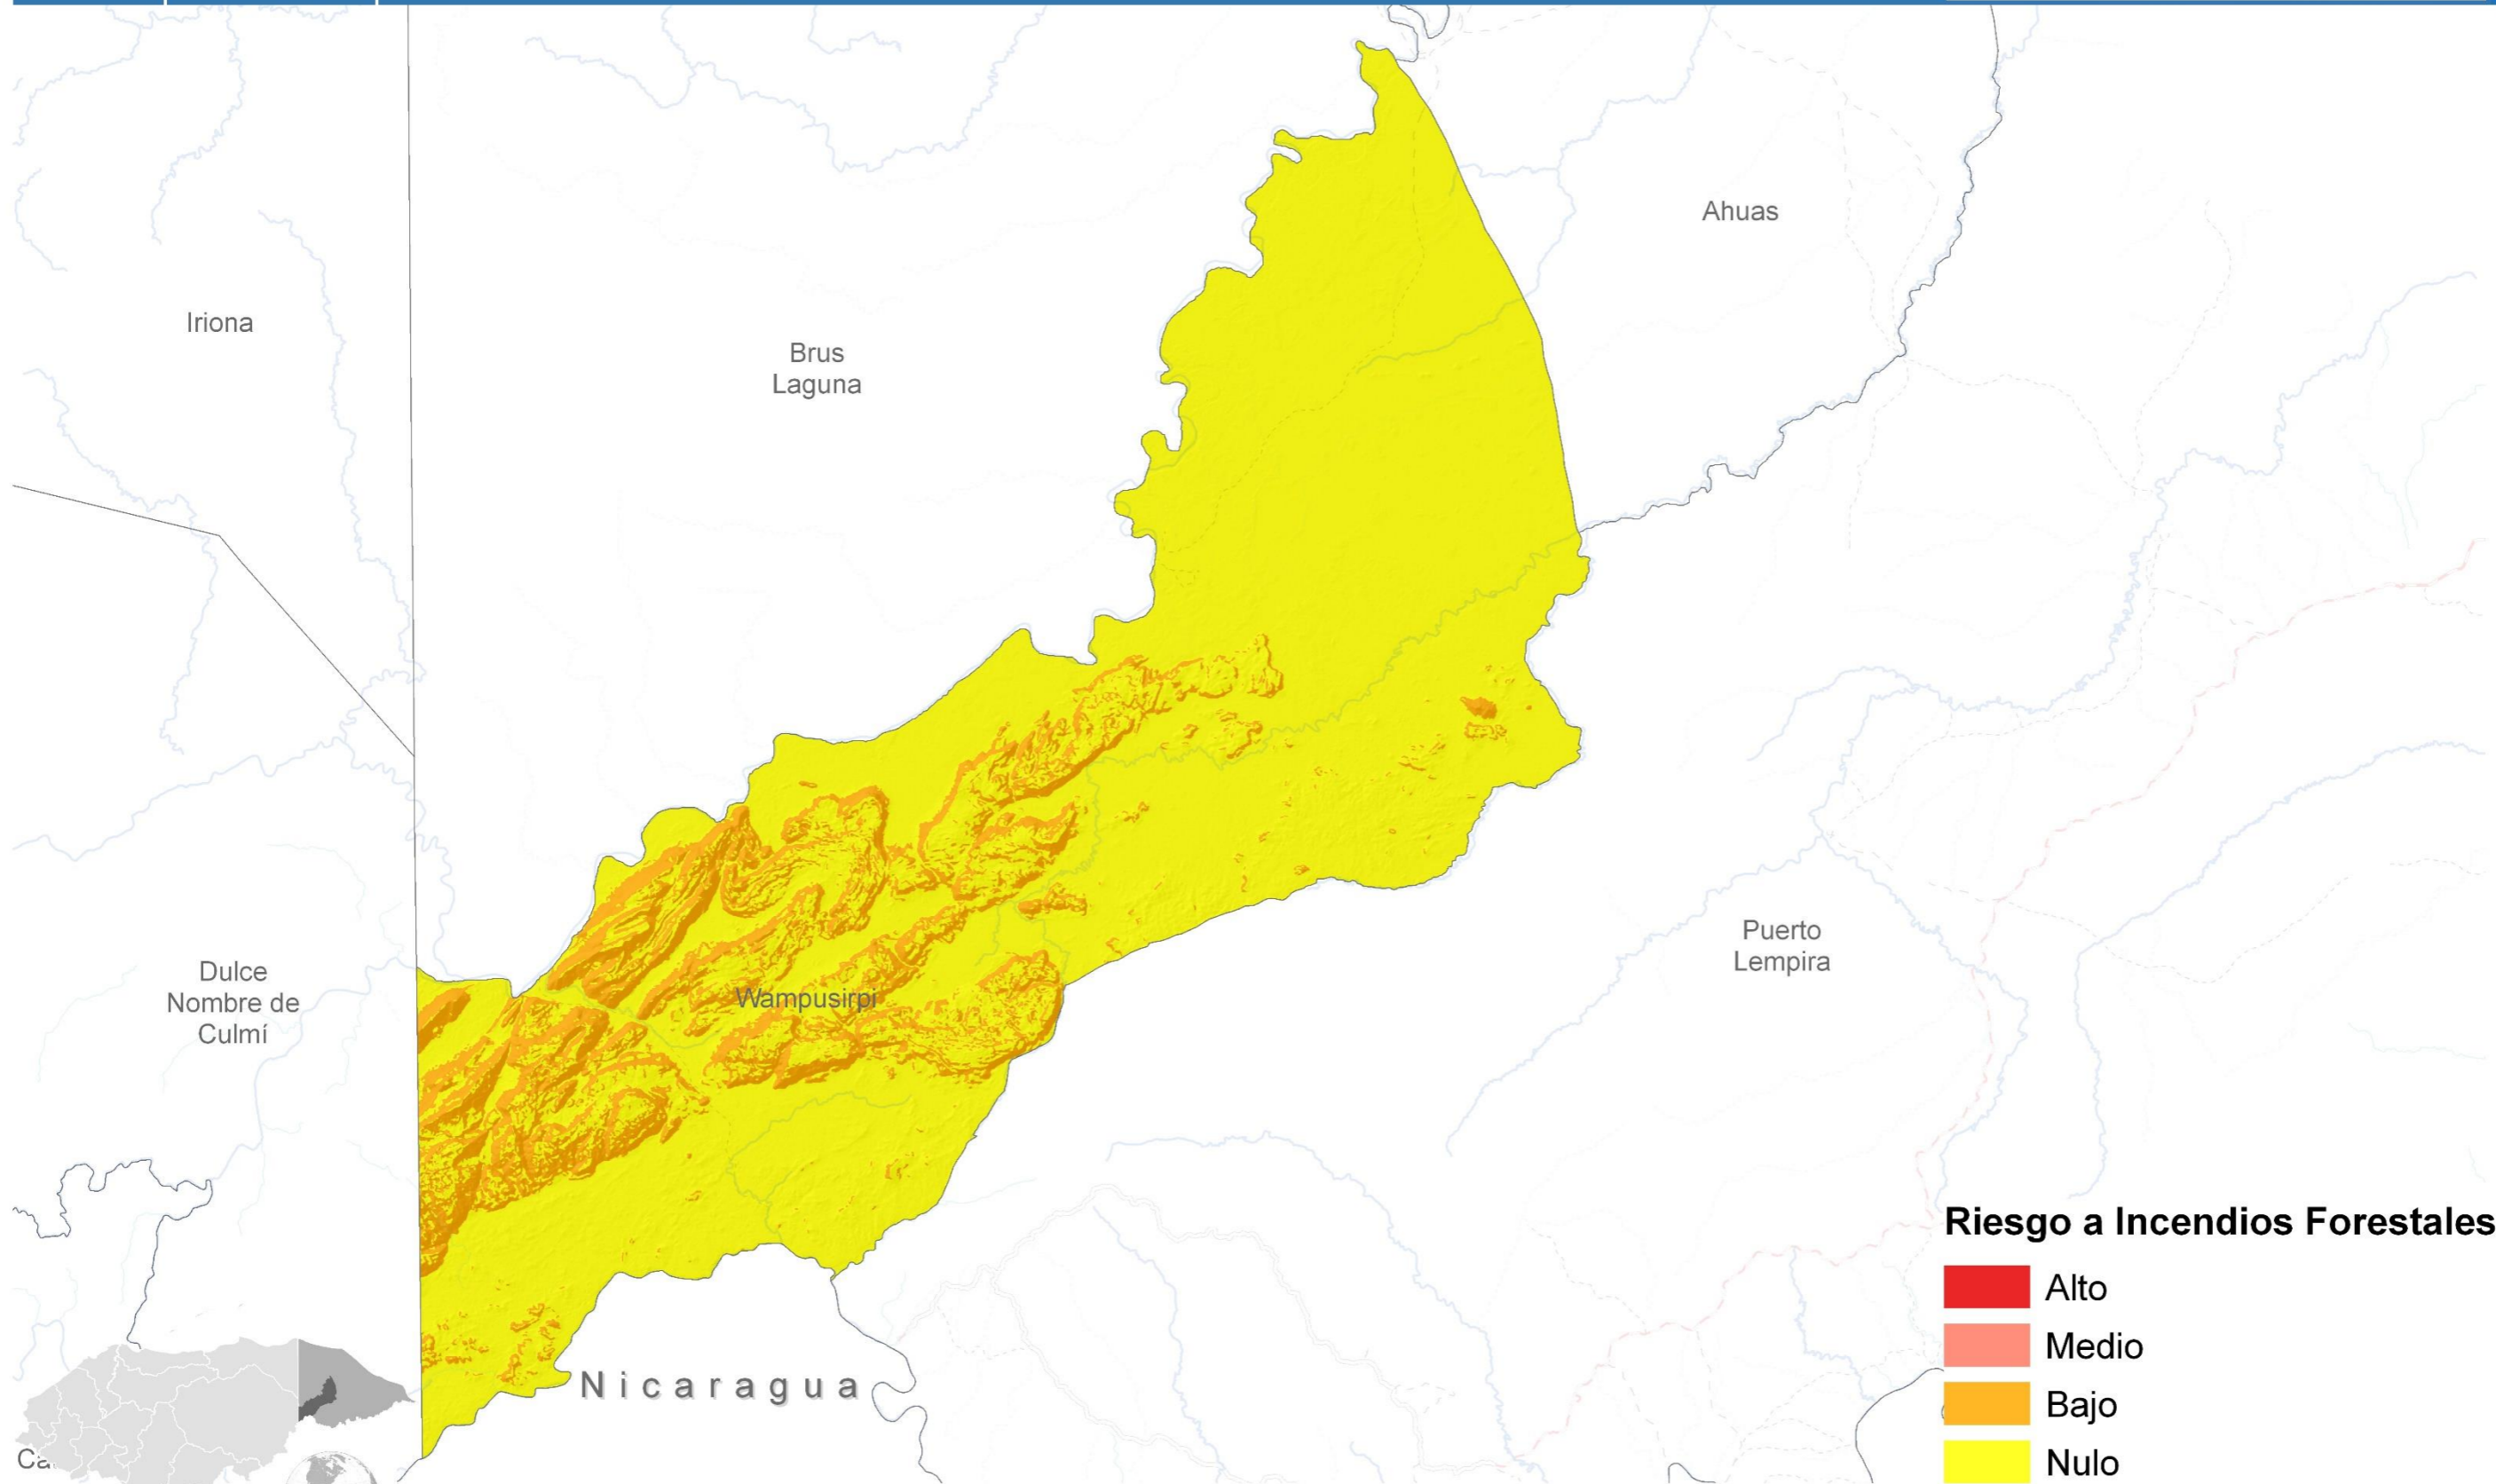 Ahuas
Iriona
Brus
Laguna
Puerto
Lempira
Dulce
Nombre de
Culmí
Wampusirpi
Nicaragua
Riesgo a Incendios Forestales
Alto
Medio
Bajo
Nulo